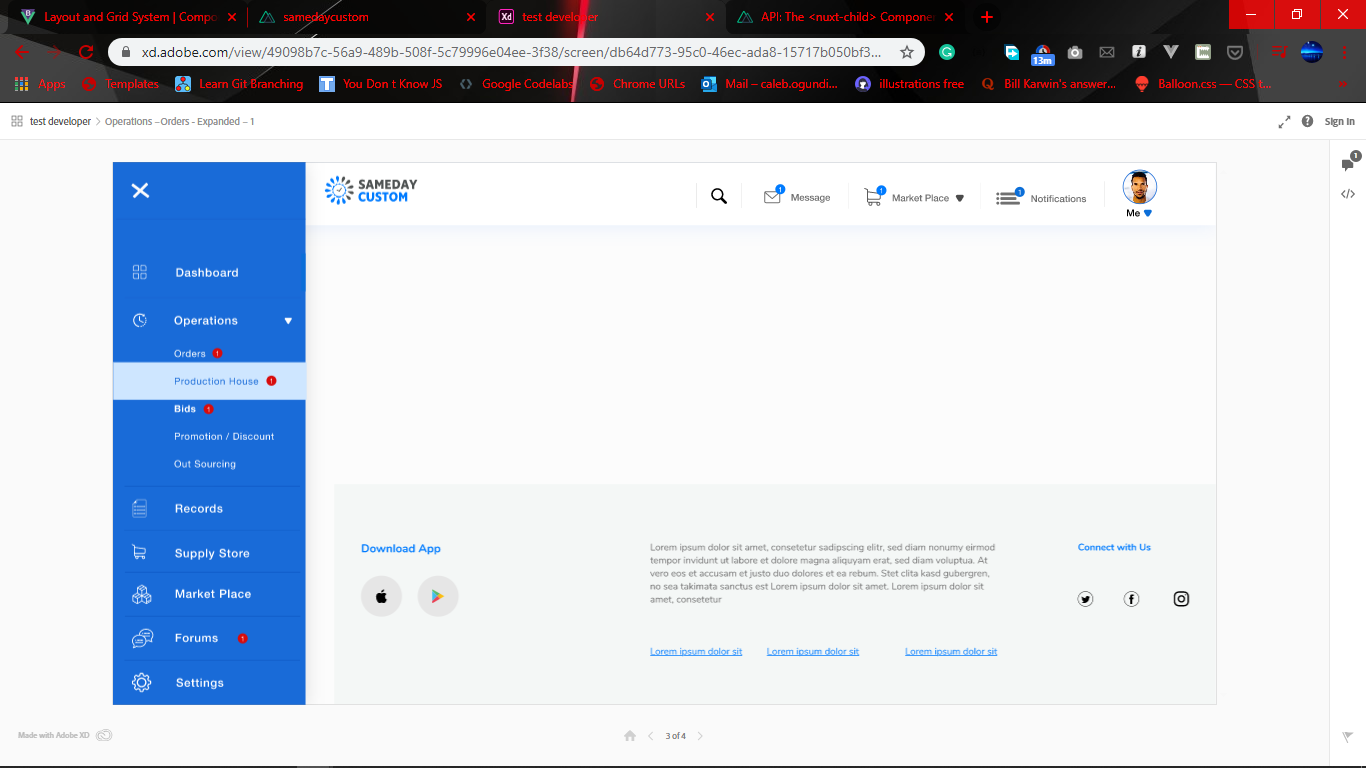 Layout and Grid System | Compo
samedaycustom
Xd
test developer
API: The <nuxt-child> Componen
xd.adobe.com/view/49098b7c-56a9-489b-508f-5c79996e04ee-3f38/screen/db64d773-95c0-46ec-ada8-15717b050bf3...
13m
Apps
Templates
Learn Git Branching
You Don t Know JS
Google Codelabs
Chrome URLs
Mail – caleb.ogundi...
illustrations free
Bill Karwin's answer...
Balloon.css — CSS t...
test developer
Operations –Orders - Expanded – 1
Sign In
1
SAMEDAY
CUSTOM
1
Message
1
Market Place
1
Notifications
Me
Dashboard
Operations
Orders 1
Production House 1
Bids 1
Promotion / Discount
Out Sourcing
Records
Supply Store
Market Place
Forums 1
Settings
Download App
Lorem ipsum dolor sit amet, consetetur sadipscing elitr, sed diam nonumy eirmod
tempor invidunt ut labore et dolore magna aliquyam erat, sed diam voluptua. At
vero eos et accusam et justo duo dolores et ea rebum. Stet clita kasd gubergren,
no sea takimata sanctus est Lorem ipsum dolor sit amet. Lorem ipsum dolor sit
amet, consetetur
Lorem ipsum dolor sit
Lorem ipsum dolor sit
Lorem ipsum dolor sit
Connect with Us
Made with Adobe XD
3 of 4